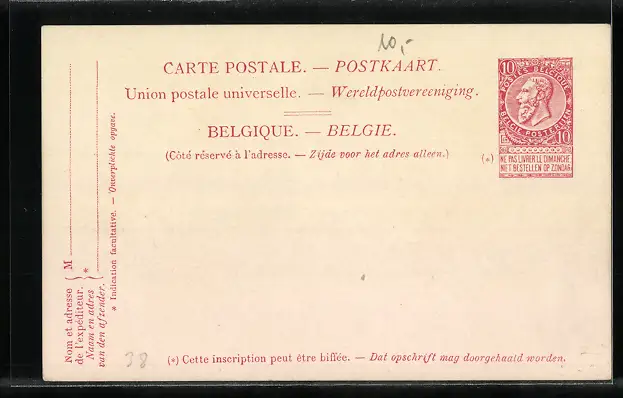 10,-
CARTE POSTALE. — POSTKAART.
Union postale universelle. — Wereldpostvereeniging.
BELGIQUE. — BELGIE.
(Côté réservé à l'adresse. — Zijde voor het adres alleen.)
10
POSTES BELGIQUE
BELGIE POSTERIJEN
10
(*)
NE PAS LIVRER LE DIMANCHE
NIET BESTELLEN OP ZONDAG
Nom et adresse
de l'expéditeur.
Naam en adres
van den afzender.
M
*
* Indication facultative. — Onverplichte opgave.
38
(*) Cette inscription peut être biffée. — Dat opschrift mag doorgehaald worden.